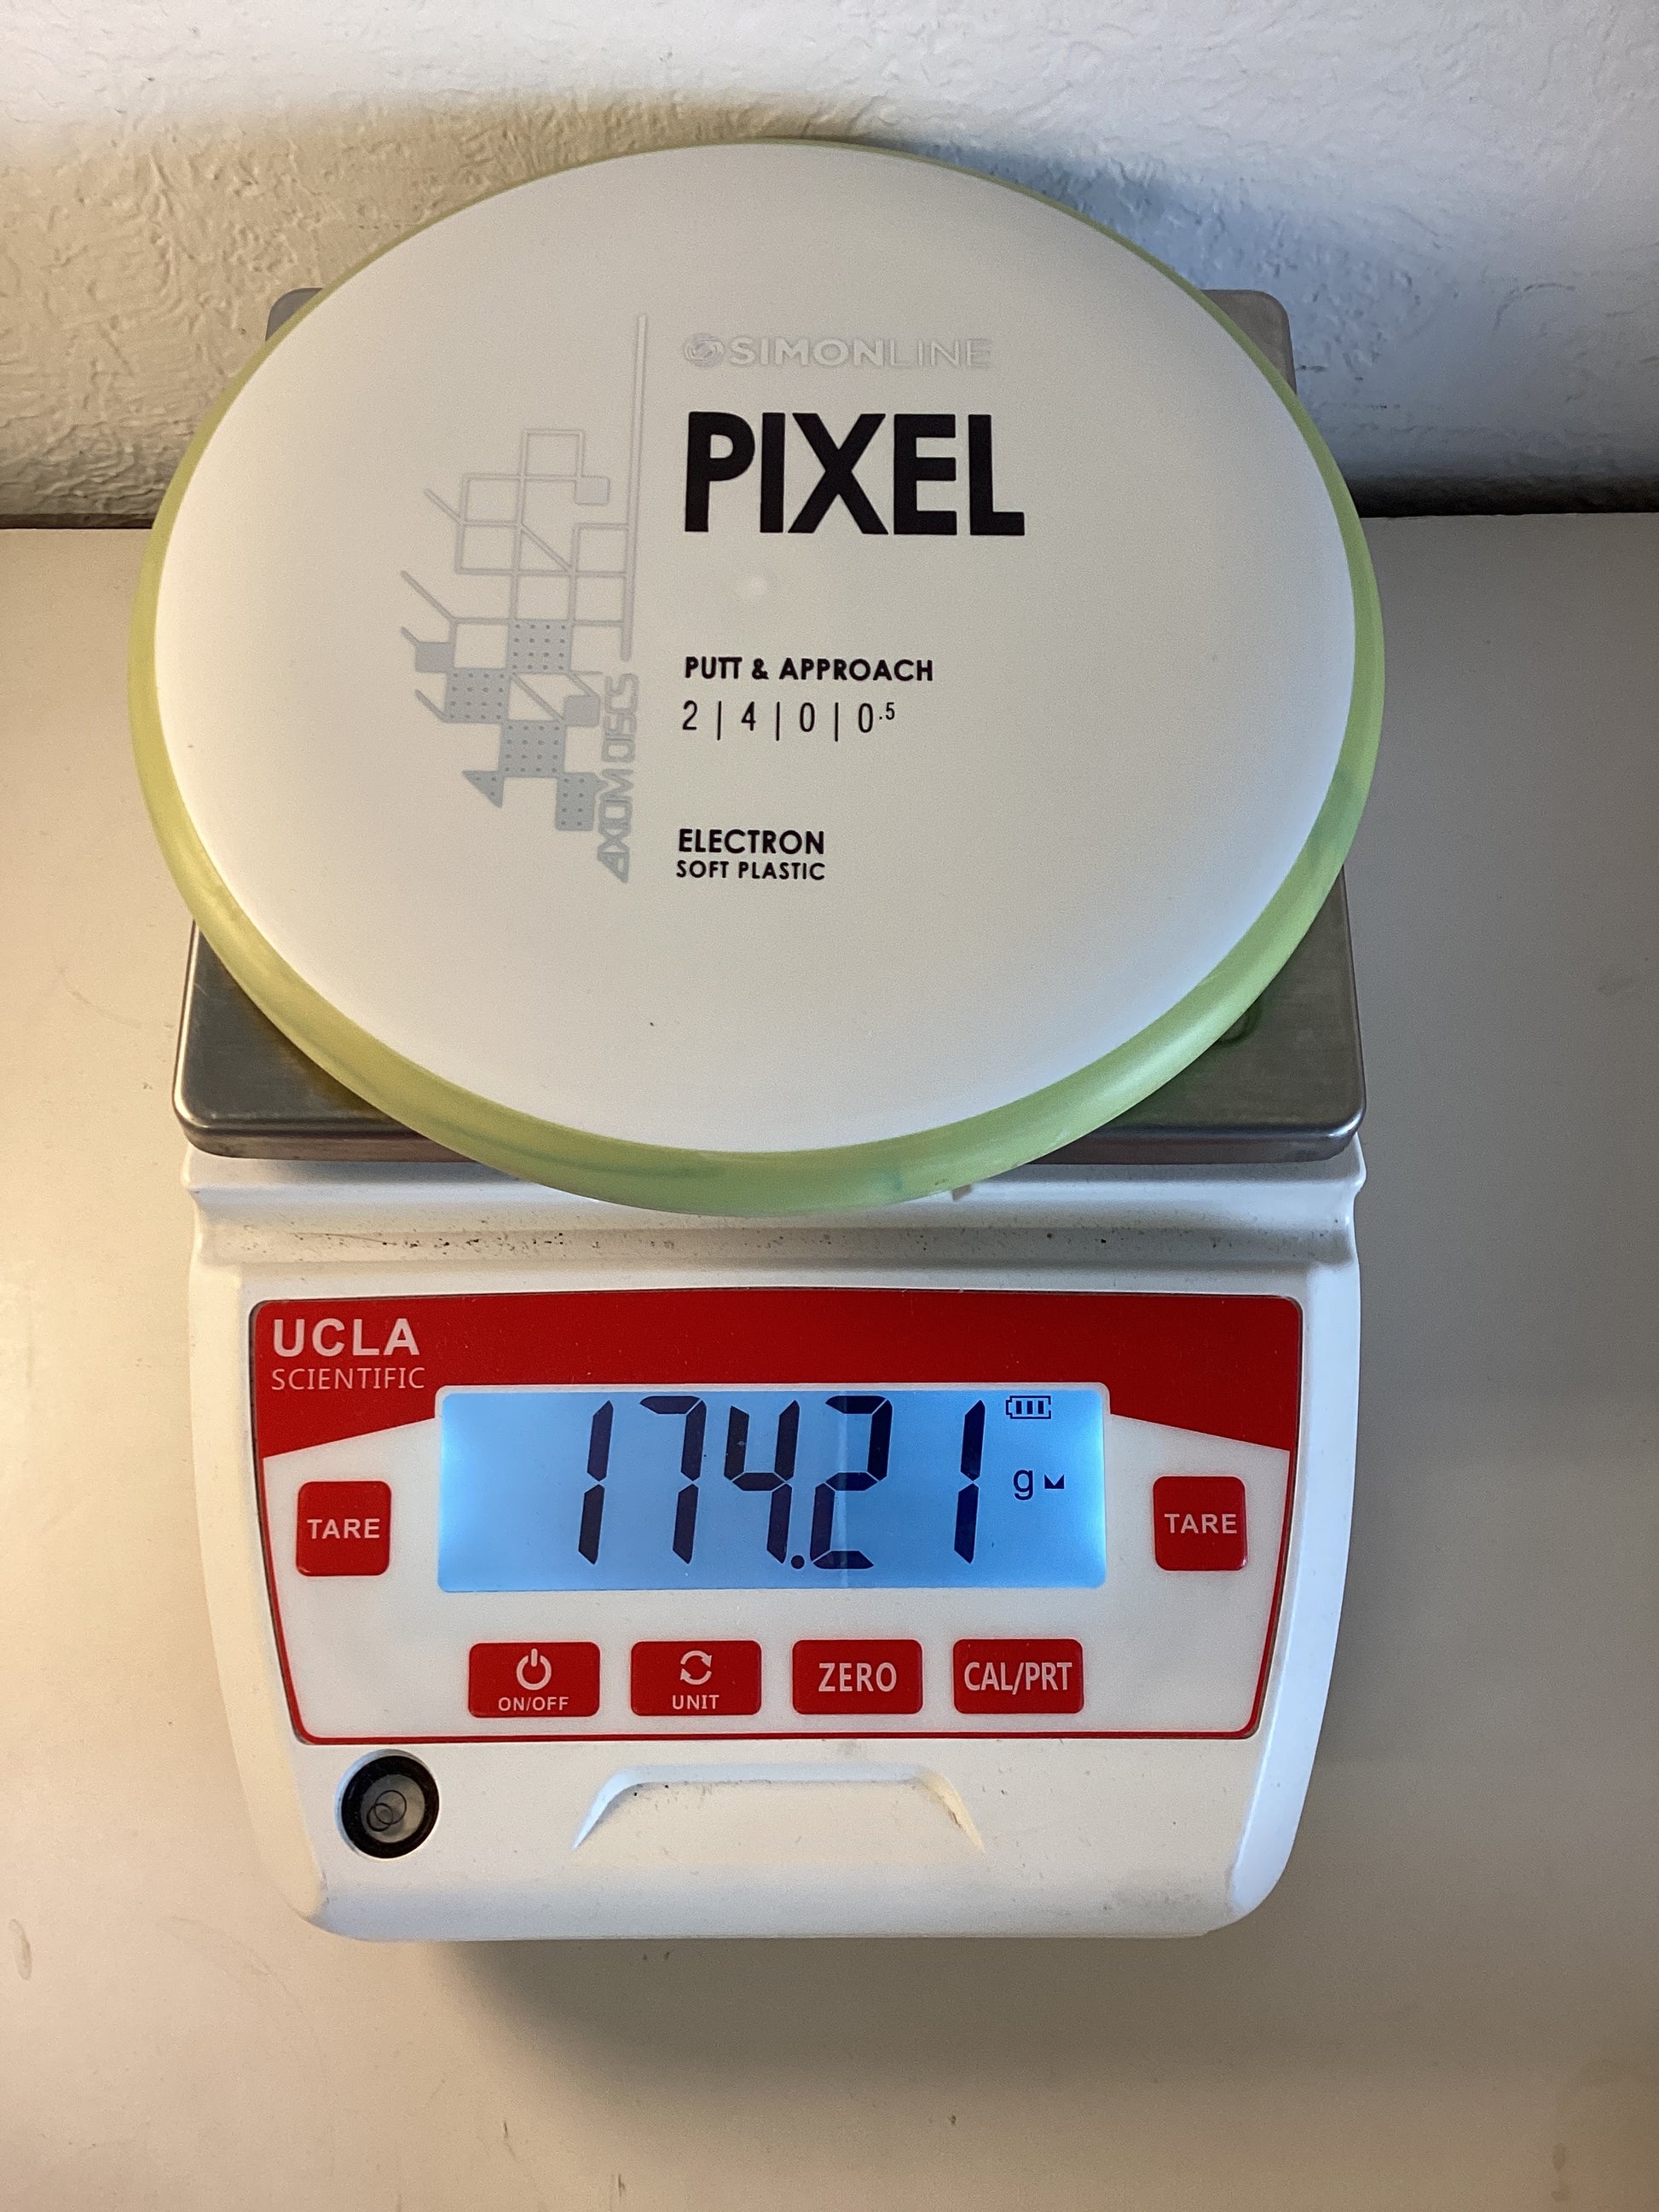 SIMONLINE
PIXEL
PUTT & APPROACH
2 | 4 | 0 | 0.5
AXIOM DISCS
ELECTRON
SOFT PLASTIC
UCLA
SCIENTIFIC
174.21
g
TARE
TARE
ON/OFF
UNIT
ZERO
CAL/PRT